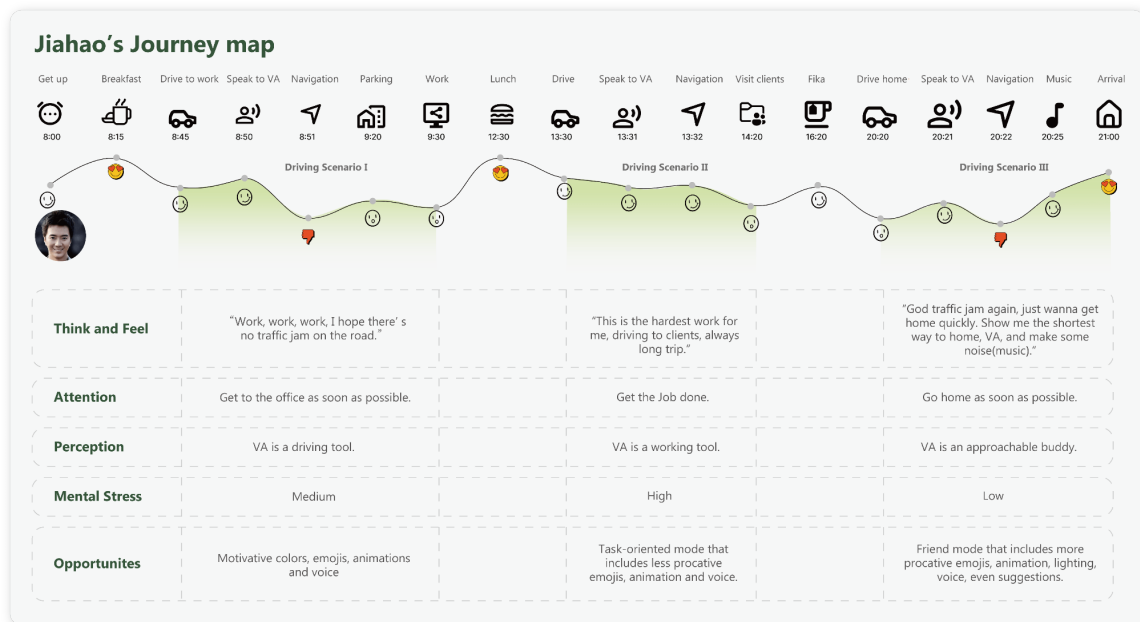 Jiahao’s Journey map
Get up Breakfast Drive to work Speak to VA Navigation Parking Work Lunch Drive Speak to VA Navigation Visit clients Fika Drive home Speak to VA Navigation Music Arrival
8:00 8:15 8:45 8:50 8:51 9:20 9:30 12:30 13:30 13:31 13:32 14:20 16:20 20:20 20:21 20:22 20:25 21:00
Driving Scenario I Driving Scenario II Driving Scenario III
Think and Feel
“Work, work, work, I hope there’ s
no traffic jam on the road.”
“This is the hardest work for
me, driving to clients, always
long trip.”
“God traffic jam again, just wanna get
home quickly. Show me the shortest
way to home, VA, and make some
noise(music).”
Attention
Get to the office as soon as possible.
Get the Job done.
Go home as soon as possible.
Perception
VA is a driving tool.
VA is a working tool.
VA is an approachable buddy.
Mental Stress
Medium
High
Low
Opportunites
Motivative colors, emojis, animations
and voice
Task-oriented mode that
includes less procative
emojis, animation and voice.
Friend mode that includes more
procative emojis, animation, lighting,
voice, even suggestions.